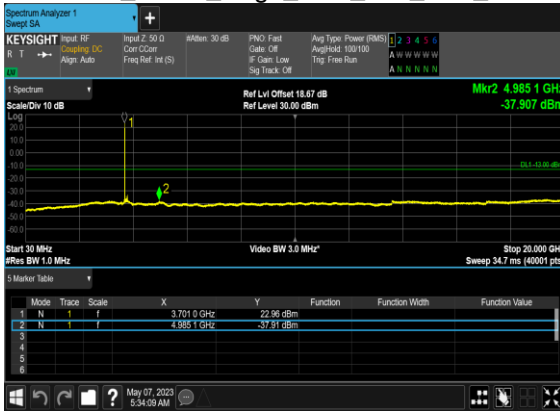 Spectrum Analyzer 1
Swept SA
+
KEYSIGHT Input: RF Input Z: 50 Ω #Atten: 30 dB PNO: Fast Avg Type: Power (RMS) 1 2 3 4 5 6
R T Coupling: DC Corr CCorr Gate: Off Avg|Hold: 100/100 A W W W W W
Align: Auto Freq Ref: Int (S) IF Gain: Low Trig: Free Run
Sig Track: Off A N N N N N
1 Spectrum Ref Lvl Offset 18.67 dB Mkr2 4.985 1 GHz
Scale/Div 10 dB Ref Level 30.00 dBm -37.907 dBm
Log
20.0
10.0
0.00
-10.0
DL1 -13.00 dBm
-20.0
-30.0
-40.0
-50.0
-60.0
1
2
Start 30 MHz Video BW 3.0 MHz* Stop 20.000 GHz
#Res BW 1.0 MHz Sweep 34.7 ms (40001 pts)
5 Marker Table
Mode Trace Scale X Y Function Function Width Function Value
1 N 1 f 3.701 0 GHz 22.96 dBm
2 N 1 f 4.985 1 GHz -37.91 dBm
3
4
5
6
? May 07, 2023
5:34:09 AM